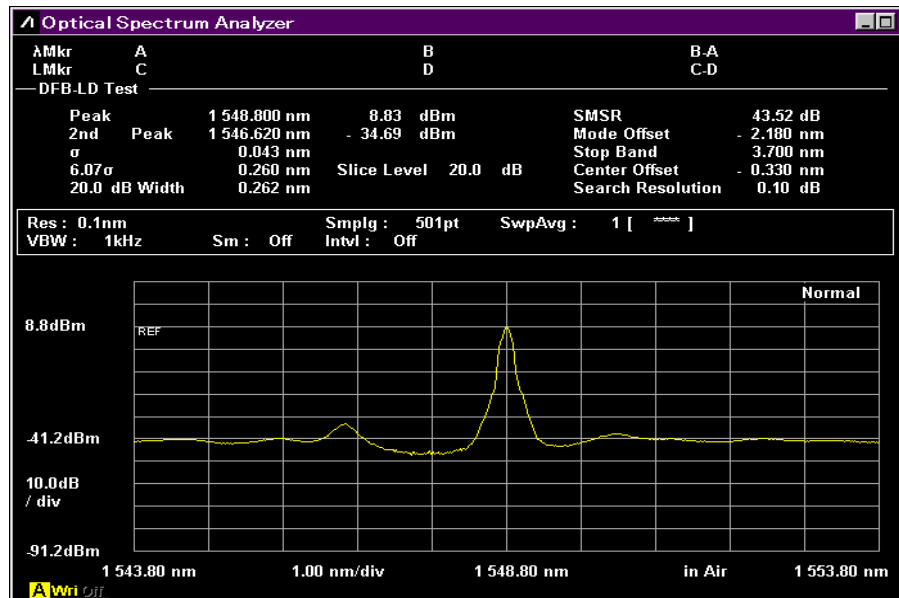 Optical Spectrum Analyzer
λMkr A B B-A
LMkr C D C-D
DFB-LD Test
Peak 1 548.800 nm 8.83 dBm SMSR 43.52 dB
2nd Peak 1 546.620 nm - 34.69 dBm Mode Offset - 2.180 nm
σ 0.043 nm Stop Band 3.700 nm
6.07σ 0.260 nm Slice Level 20.0 dB Center Offset - 0.330 nm
20.0 dB Width 0.262 nm Search Resolution 0.10 dB
Res : 0.1nm Smplg : 501pt SwpAvg : 1 [ **** ]
VBW : 1kHz Sm : Off Intvl : Off
Normal
8.8dBm
REF
-41.2dBm
10.0dB
/ div
-91.2dBm
1 543.80 nm 1.00 nm/div 1 548.80 nm in Air 1 553.80 nm
A Wri Off